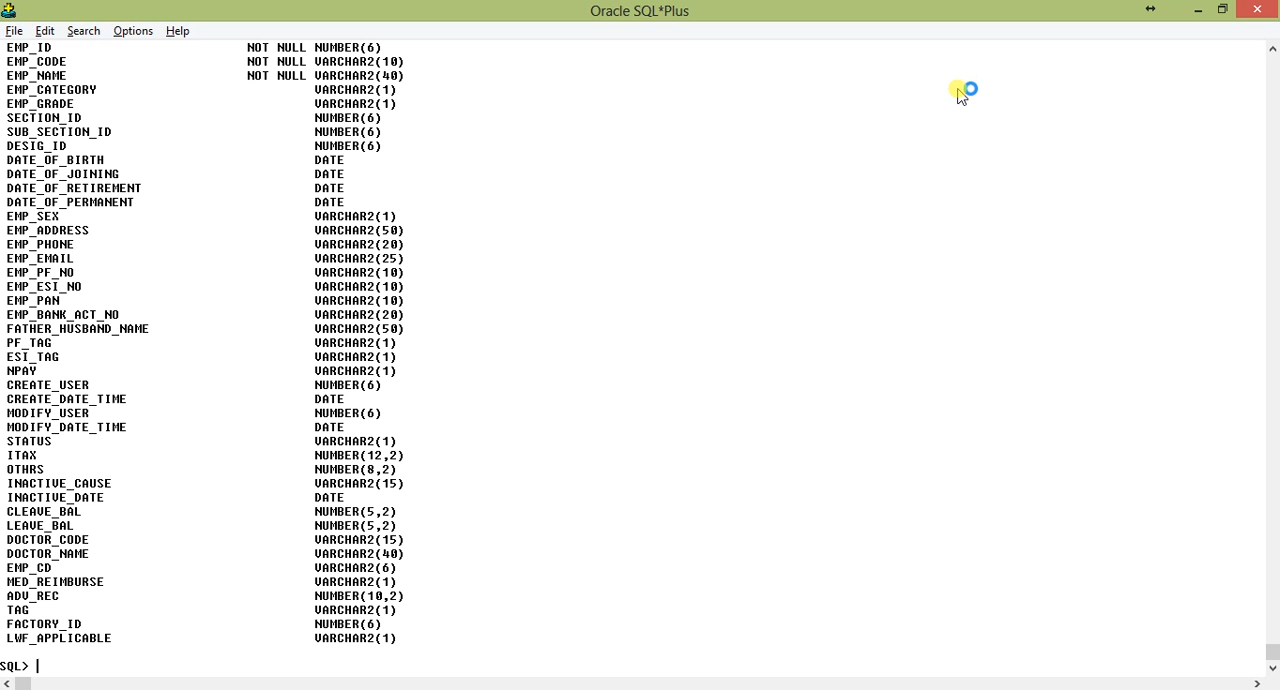 Oracle SQL*Plus
File Edit Search Options Help
EMP_ID NOT NULL NUMBER(6)
EMP_CODE NOT NULL VARCHAR2(10)
EMP_NAME NOT NULL VARCHAR2(40)
EMP_CATEGORY VARCHAR2(1)
EMP_GRADE VARCHAR2(1)
SECTION_ID NUMBER(6)
SUB_SECTION_ID NUMBER(6)
DESIG_ID NUMBER(6)
DATE_OF_BIRTH DATE
DATE_OF_JOINING DATE
DATE_OF_RETIREMENT DATE
DATE_OF_PERMANENT DATE
EMP_SEX VARCHAR2(1)
EMP_ADDRESS VARCHAR2(50)
EMP_PHONE VARCHAR2(20)
EMP_EMAIL VARCHAR2(25)
EMP_PF_NO VARCHAR2(10)
EMP_ESI_NO VARCHAR2(10)
EMP_PAN VARCHAR2(10)
EMP_BANK_ACT_NO VARCHAR2(20)
FATHER_HUSBAND_NAME VARCHAR2(50)
PF_TAG VARCHAR2(1)
ESI_TAG VARCHAR2(1)
NPAY VARCHAR2(1)
CREATE_USER NUMBER(6)
CREATE_DATE_TIME DATE
MODIFY_USER NUMBER(6)
MODIFY_DATE_TIME DATE
STATUS VARCHAR2(1)
ITAX NUMBER(12,2)
OTHRS NUMBER(8,2)
INACTIVE_CAUSE VARCHAR2(15)
INACTIVE_DATE DATE
CLEAVE_BAL NUMBER(5,2)
LEAVE_BAL NUMBER(5,2)
DOCTOR_CODE VARCHAR2(15)
DOCTOR_NAME VARCHAR2(40)
EMP_CD VARCHAR2(6)
MED_REIMBURSE VARCHAR2(1)
ADV_REC NUMBER(10,2)
TAG VARCHAR2(1)
FACTORY_ID NUMBER(6)
LWF_APPLICABLE VARCHAR2(1)
SQL>